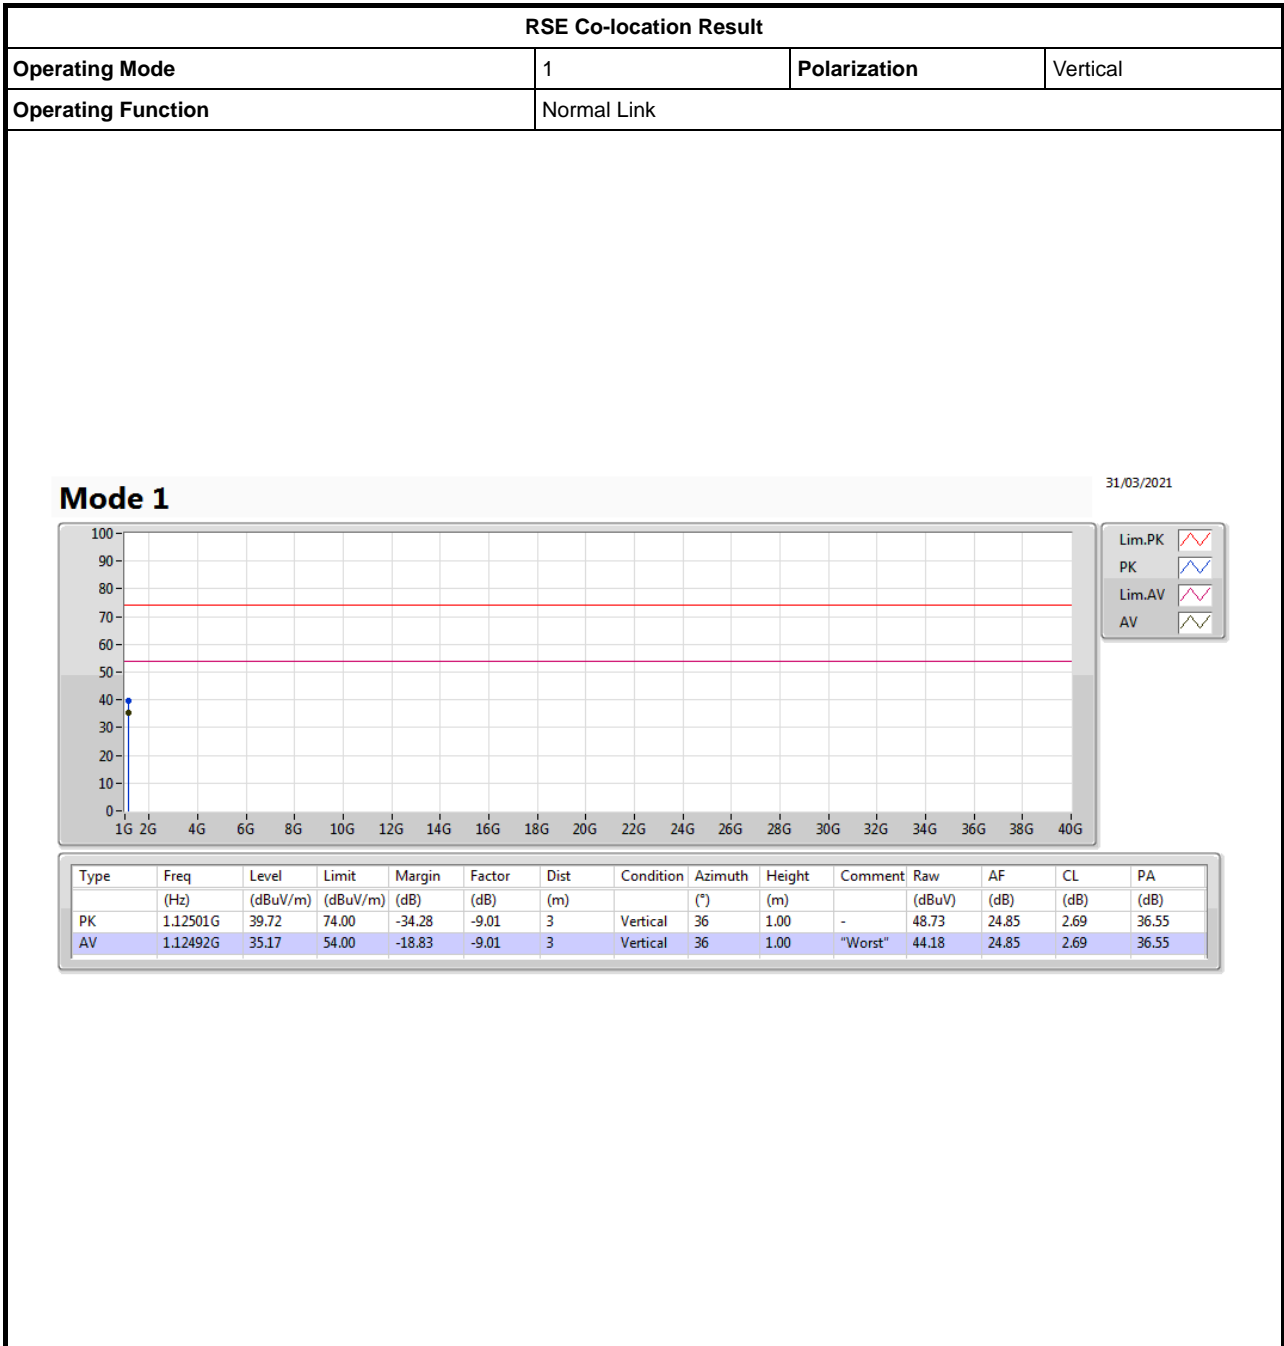 RSE Co-location Result
Operating Mode 1 Polarization Vertical
Operating Function Normal Link
31/03/2021
Mode 1
100
90
80
70
60
50
40
30
20
10
0
1G 2G 4G 6G 8G 10G 12G 14G 16G 18G 20G 22G 24G 26G 28G 30G 32G 34G 36G 38G 40G
Lim.PK
PK
Lim.AV
AV
Type Freq Level Limit Margin Factor Dist Condition Azimuth Height Comment Raw AF CL PA
(Hz) (dBuV/m) (dBuV/m) (dB) (dB) (m) (°) (m) (dBuV) (dB) (dB) (dB)
PK 1.12501G 39.72 74.00 -34.28 -9.01 3 Vertical 36 1.00 - 48.73 24.85 2.69 36.55
AV 1.12492G 35.17 54.00 -18.83 -9.01 3 Vertical 36 1.00 "Worst" 44.18 24.85 2.69 36.55